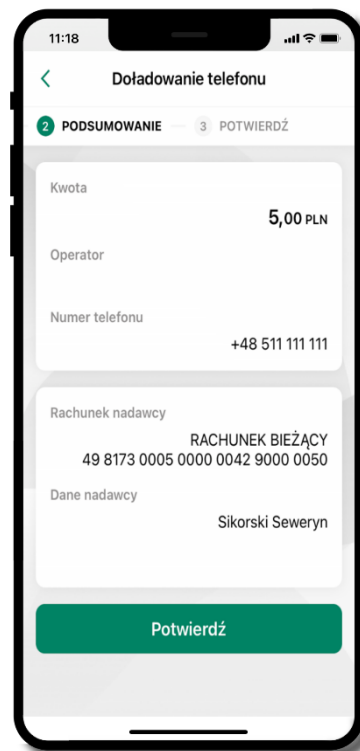 11:18
Doładowanie telefonu
2 PODSUMOWANIE 3 POTWIERDŹ
Kwota
5,00 PLN
Operator
Numer telefonu
+48 511 111 111
Rachunek nadawcy
RACHUNEK BIEŻĄCY
49 8173 0005 0000 0042 9000 0050
Dane nadawcy
Sikorski Seweryn
Potwierdź